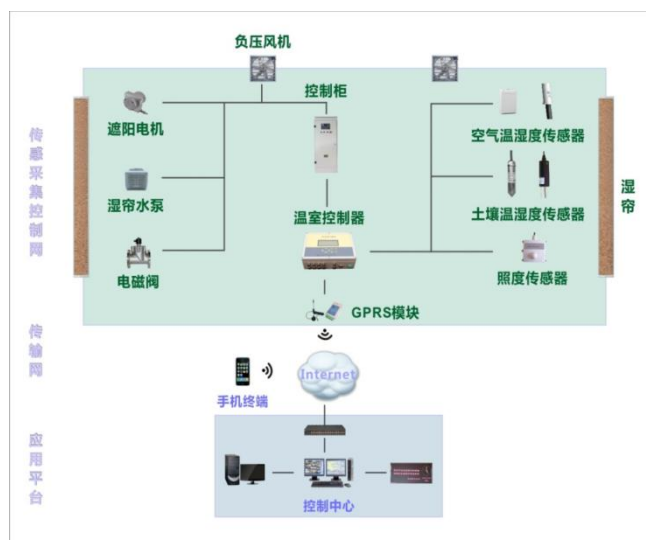 负压风机
控制柜
遮阳电机
空气温湿度传感器
传感采集控制网
湿帘水泵
温室控制器
土壤温湿度传感器
湿帘
电磁阀
照度传感器
GPRS模块
传输网
Internet
手机终端
应用平台
控制中心